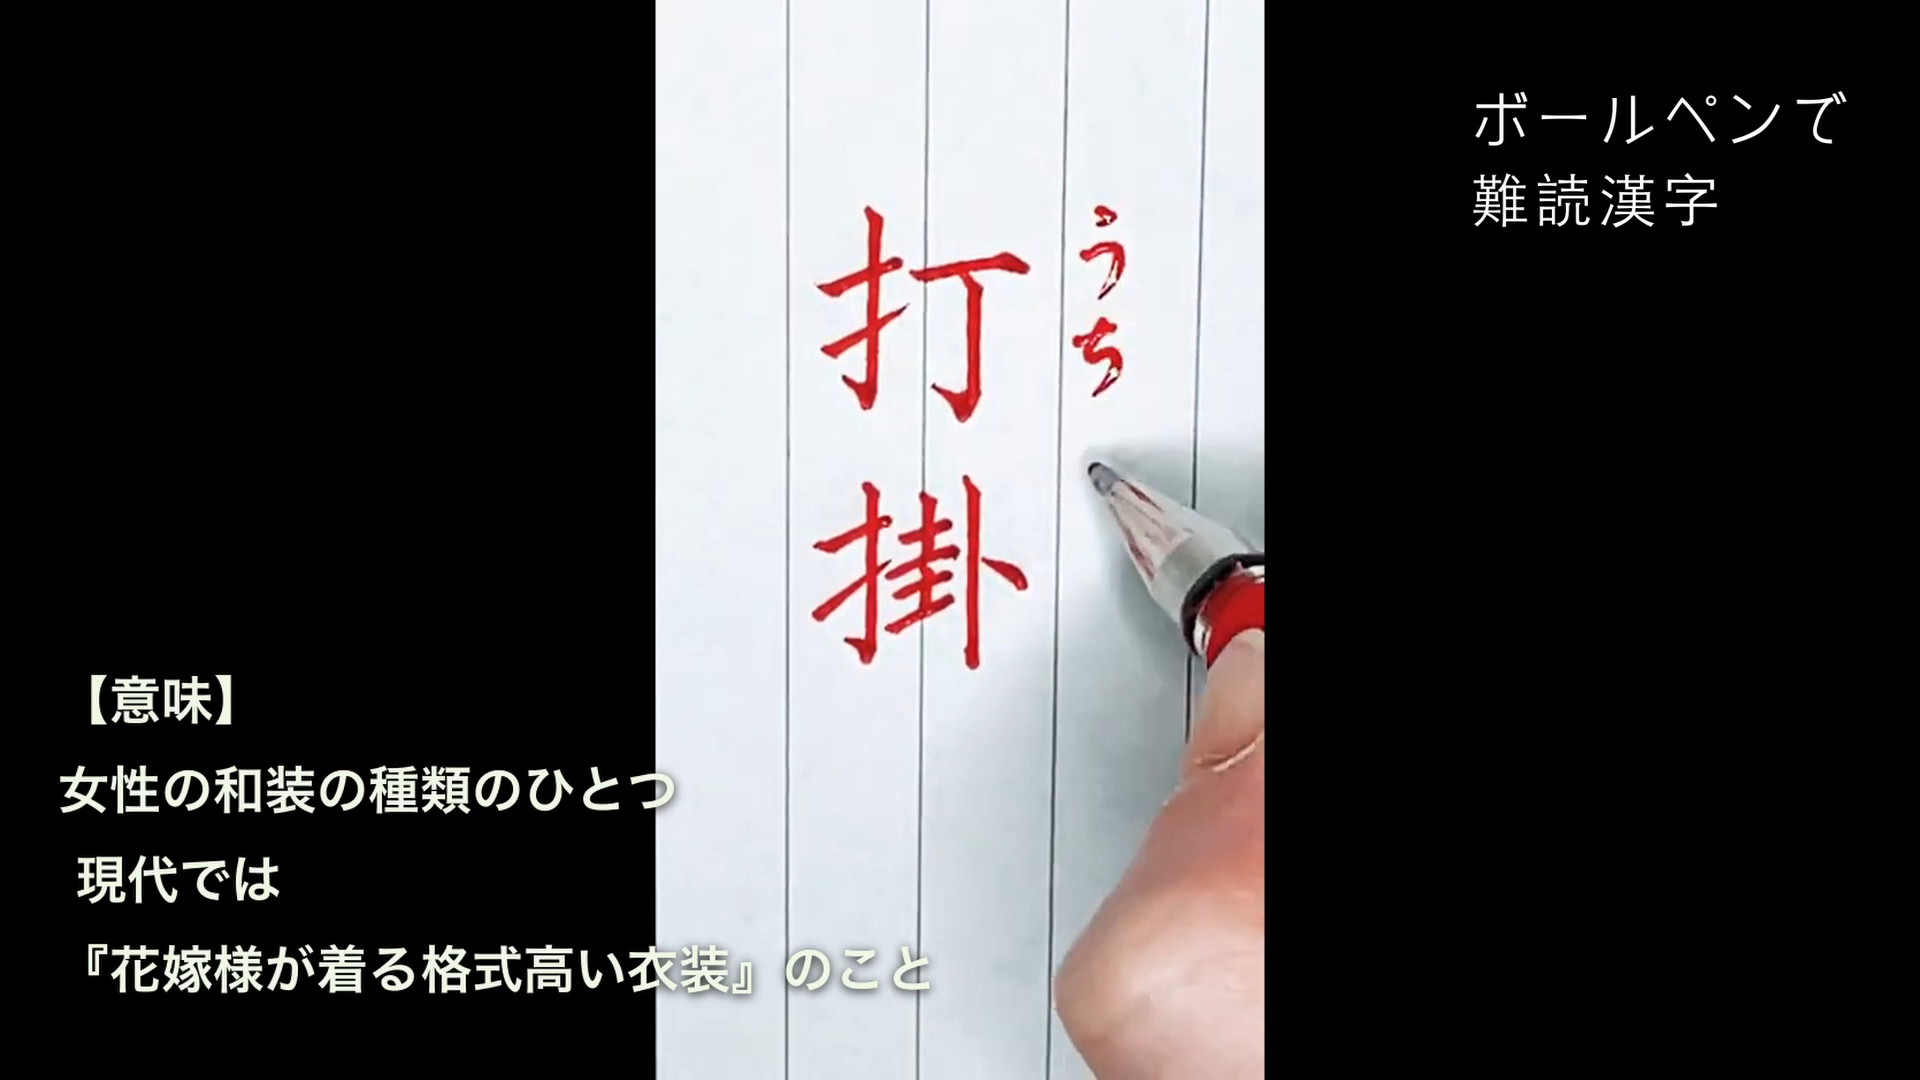 ボールペンで
難読漢字
うち
打掛
【意味】
女性の和装の種類のひとつ
現代では
『花嫁様が着る格式高い衣装』のこと